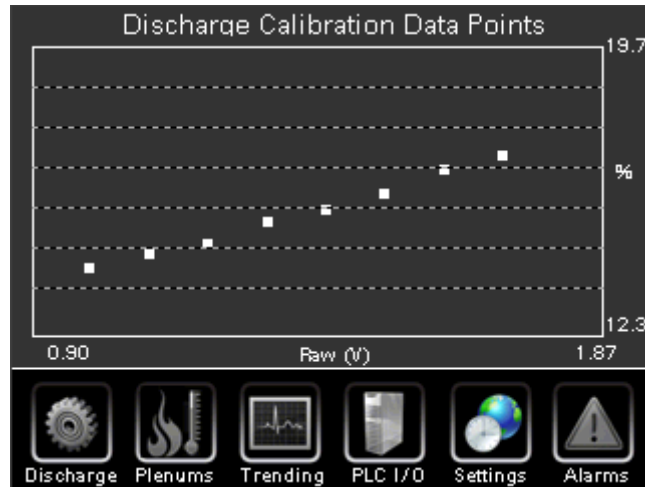 Discharge Calibration Data Points
19.7
%
12.3
0.90 Raw (V) 1.87
Discharge Plenums Trending PLC I/O Settings Alarms